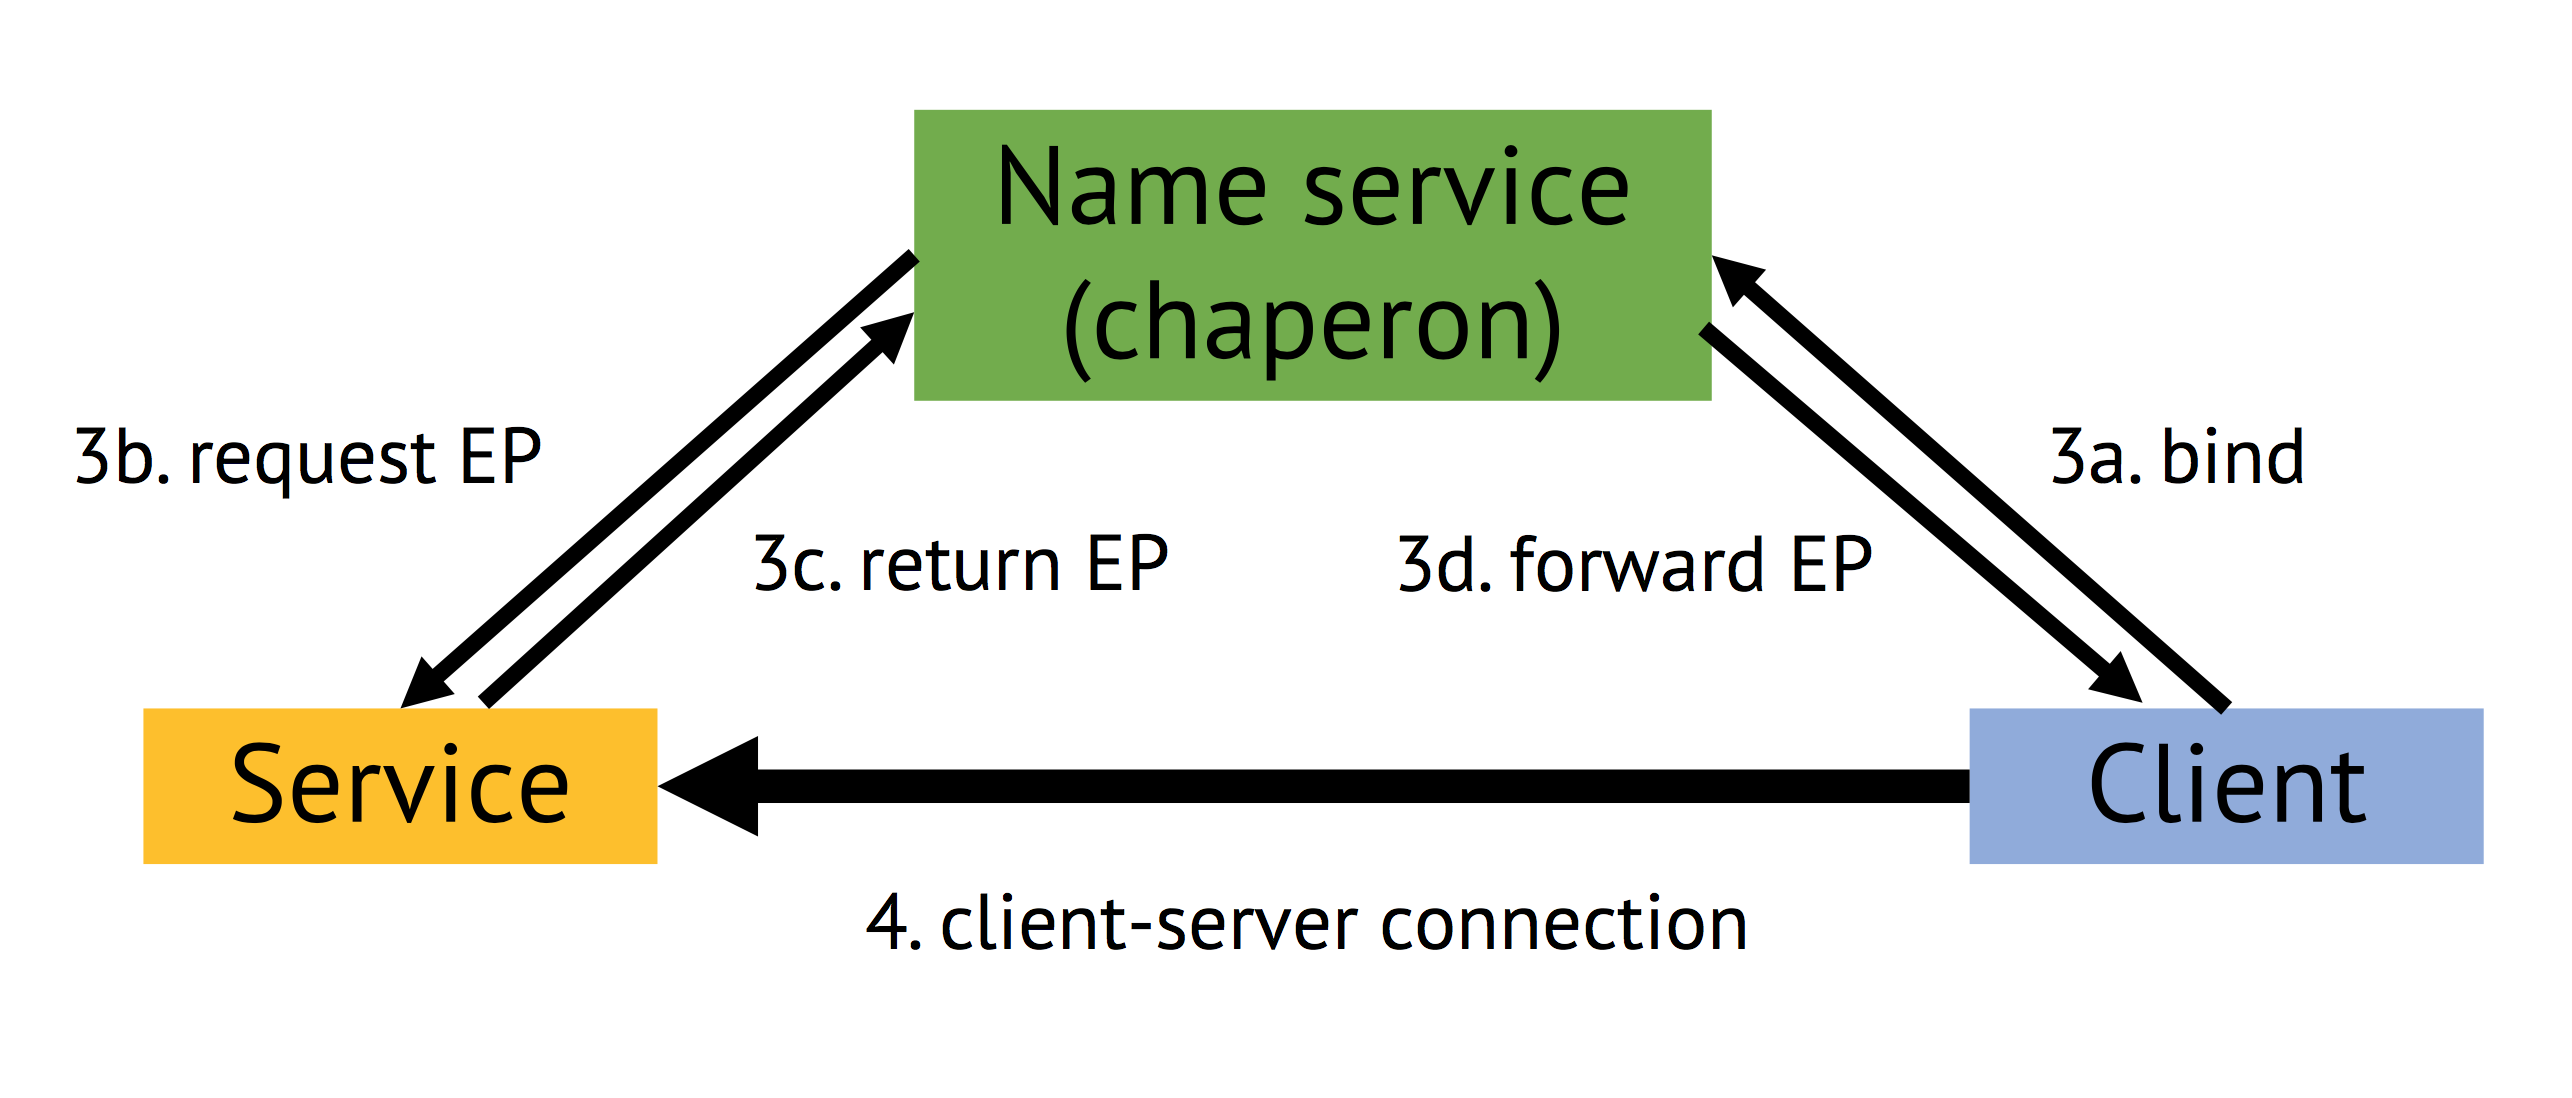 Name service
(chaperon)
3b. request EP
3a. bind
3c. return EP
3d. forward EP
Service
Client
4. client-server connection